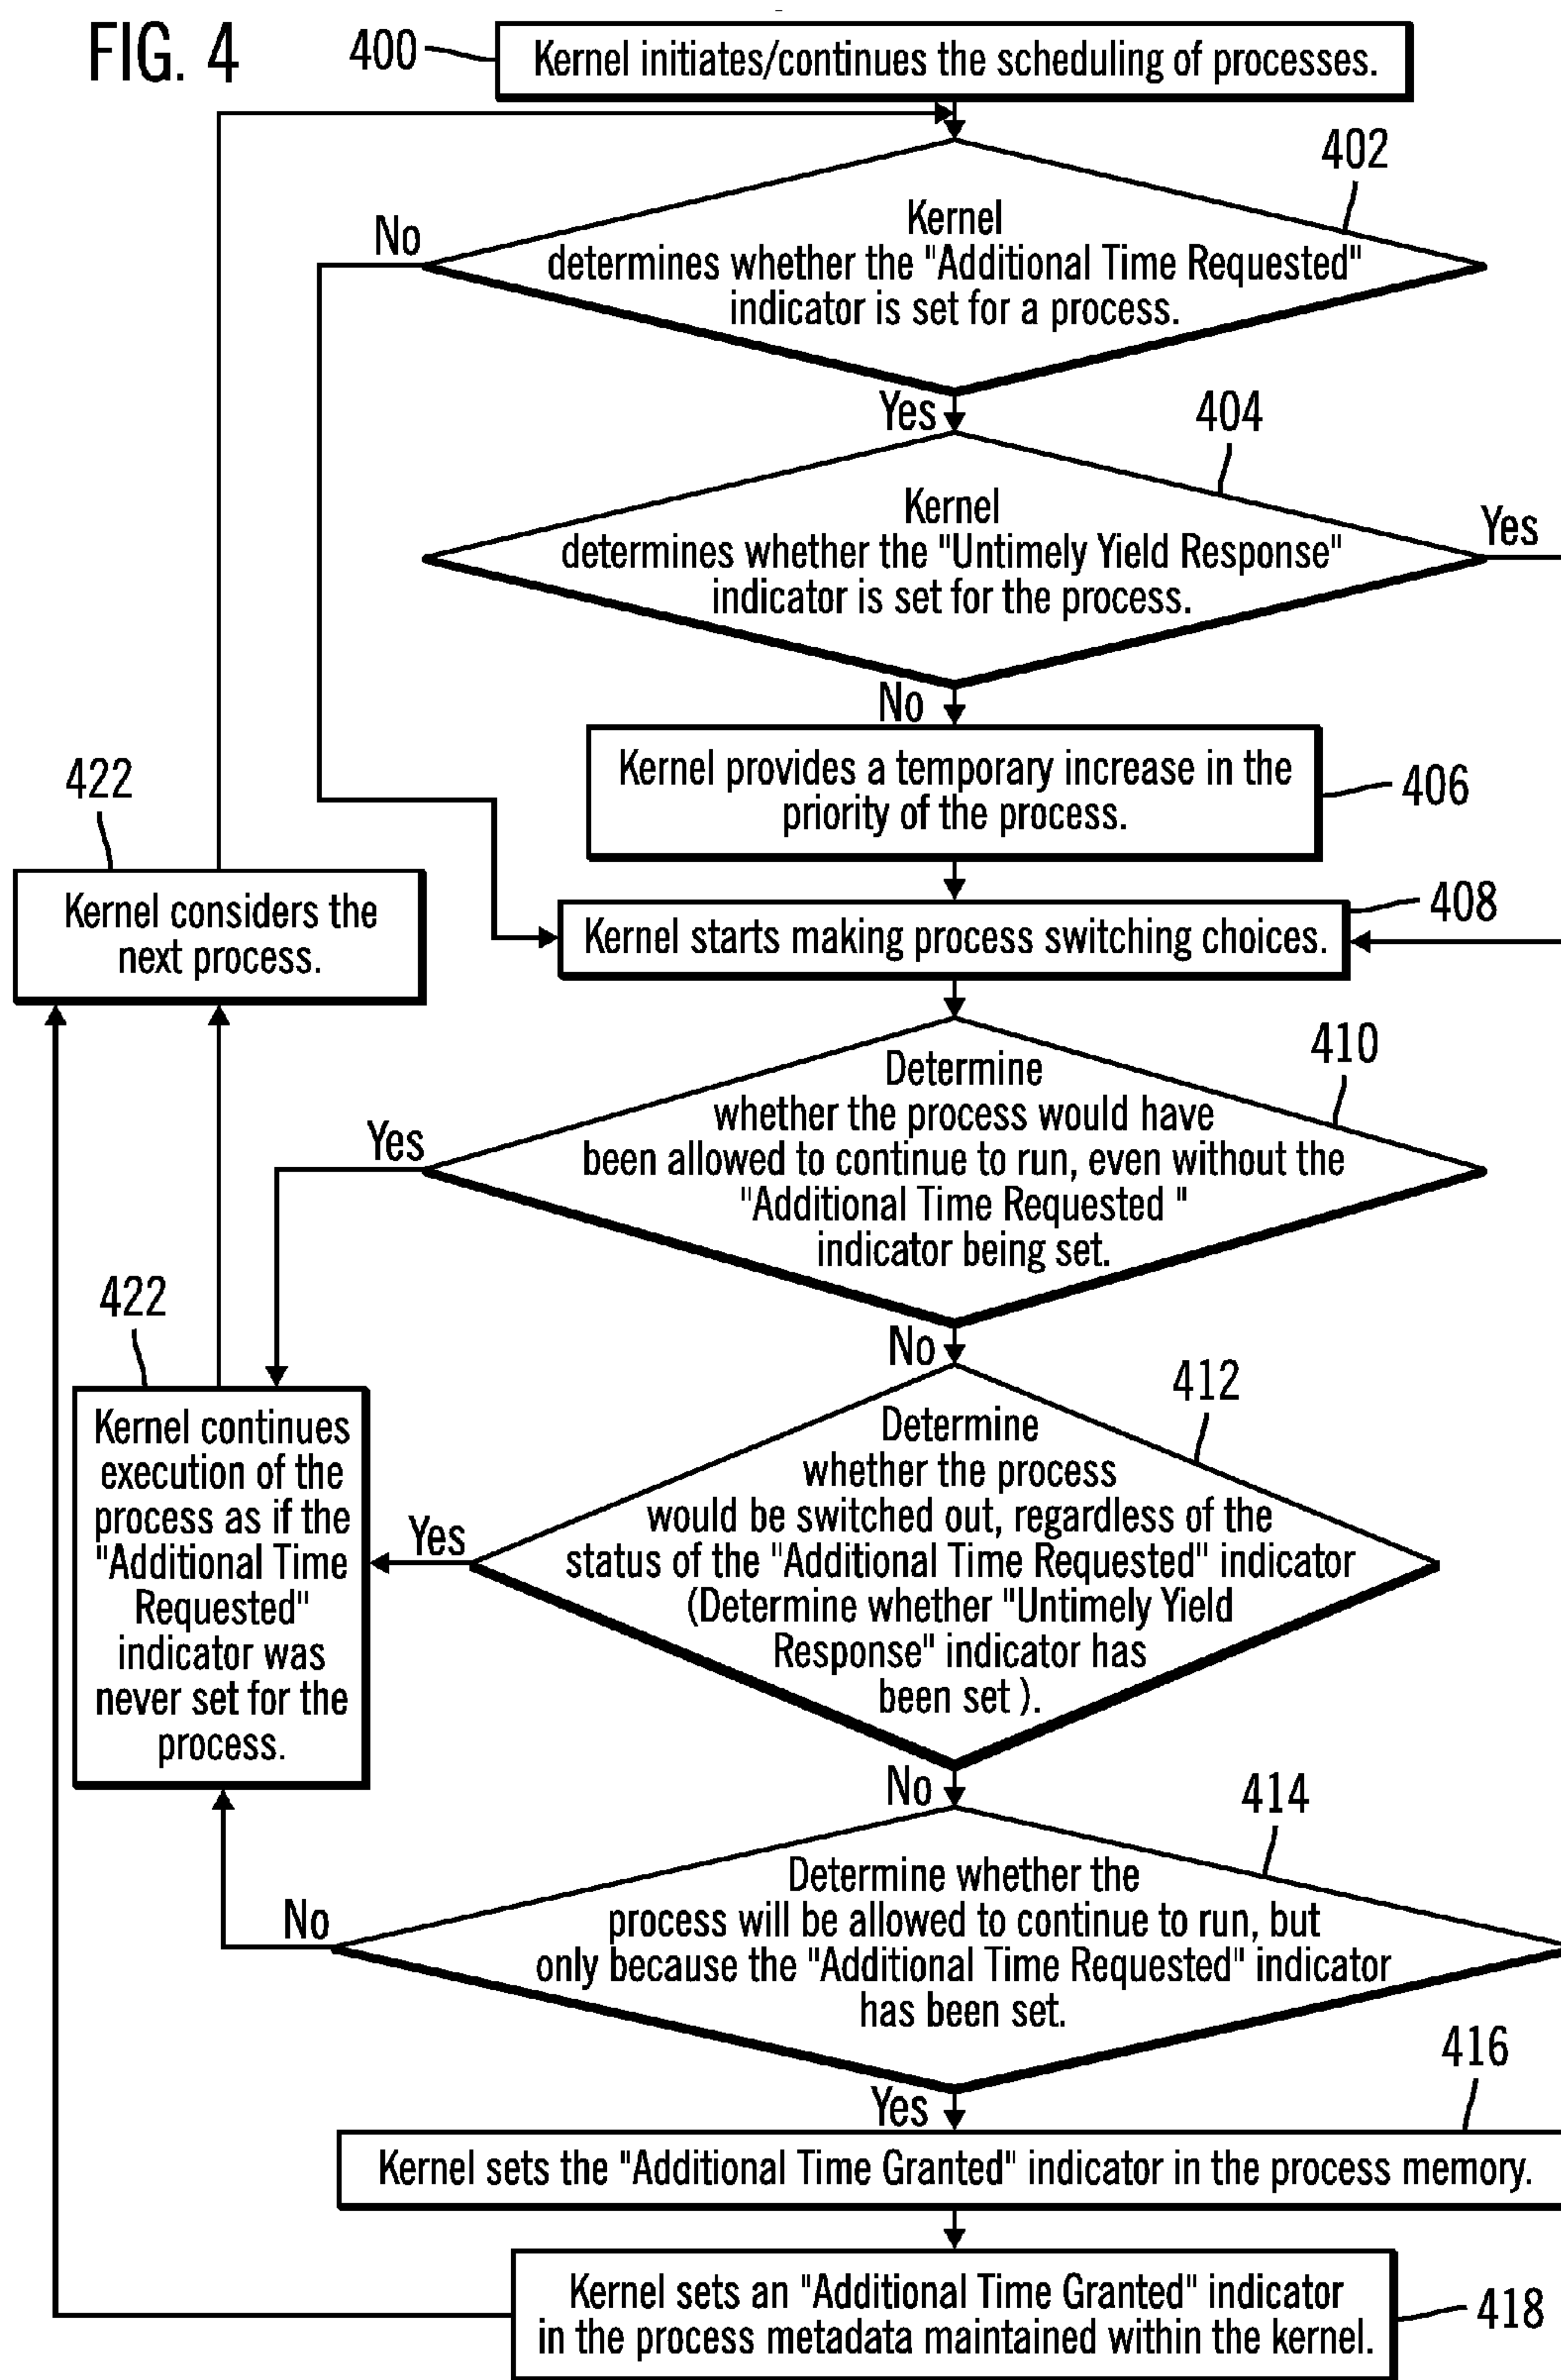 FIG. 4
400
Kernel initiates/continues the scheduling of processes.
402
No
Kernel
determines whether the "Additional Time Requested"
indicator is set for a process.
Yes
404
Kernel
determines whether the "Untimely Yield Response"
indicator is set for the process.
Yes
No
Kernel provides a temporary increase in the
priority of the process.
406
422
Kernel considers the
next process.
408
Kernel starts making process switching choices.
410
Determine
whether the process would have
been allowed to continue to run, even without the
"Additional Time Requested "
indicator being set.
Yes
No
422
Kernel continues
execution of the
process as if the
"Additional Time
Requested"
indicator was
never set for the
process.
412
Determine
whether the process
would be switched out, regardless of the
status of the "Additional Time Requested" indicator
(Determine whether "Untimely Yield
Response" indicator has
been set ).
Yes
No
414
Determine whether the
process will be allowed to continue to run, but
only because the "Additional Time Requested" indicator
has been set.
No
Yes
416
Kernel sets the "Additional Time Granted" indicator in the process memory.
Kernel sets an "Additional Time Granted" indicator
in the process metadata maintained within the kernel.
418